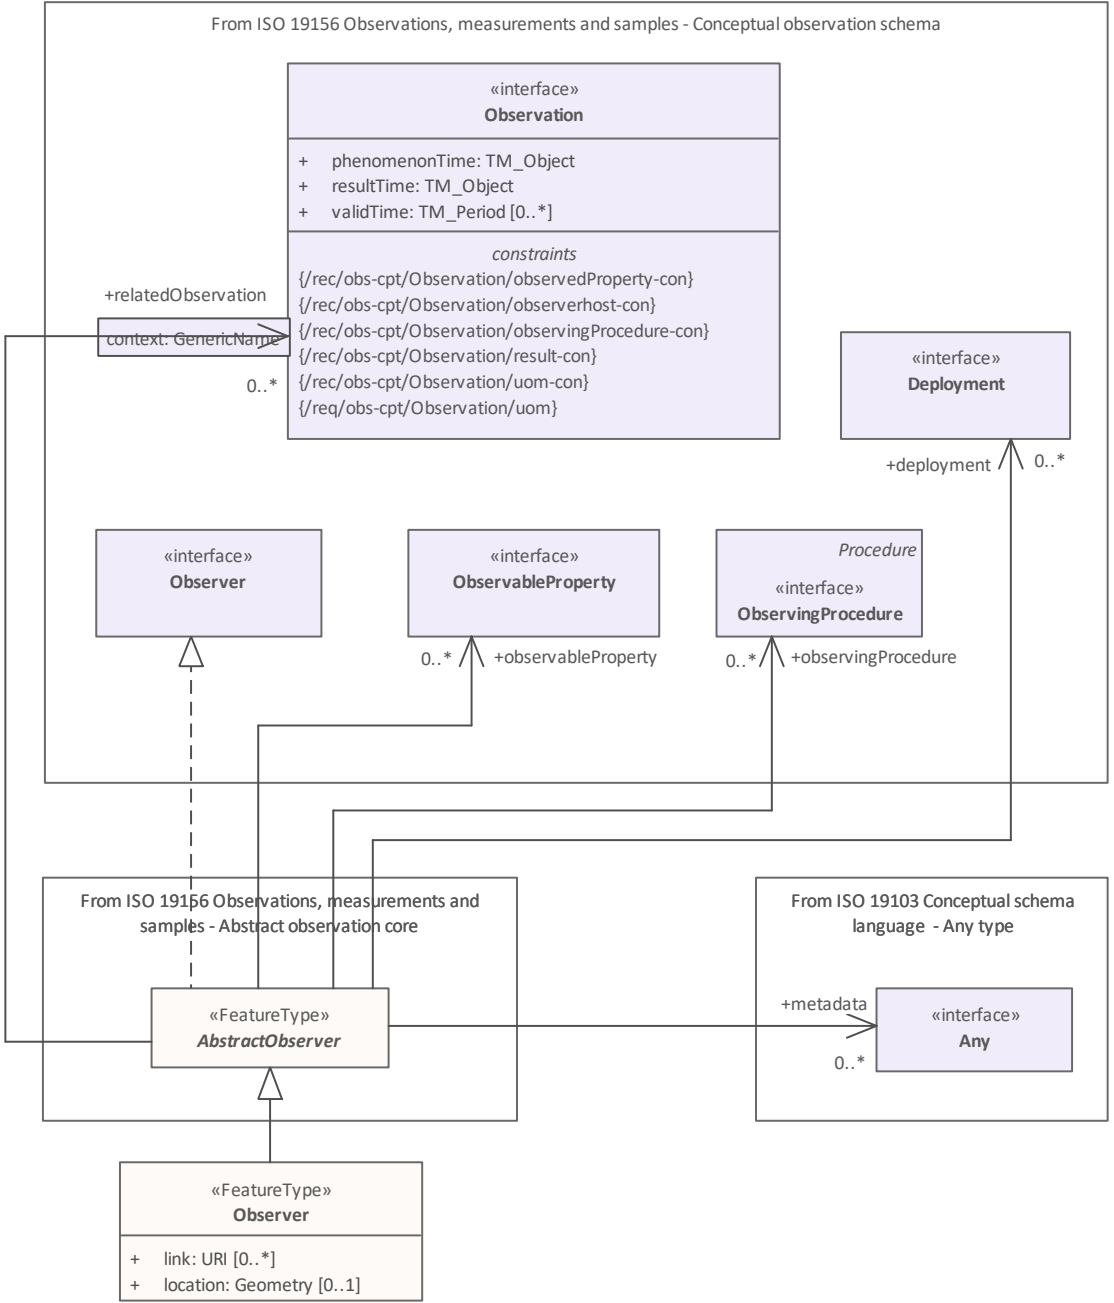 From ISO 19156 Observations, measurements and samples - Conceptual observation schema
«interface»
Observation
+ phenomenonTime: TM_Object
+ resultTime: TM_Object
+ validTime: TM_Period [0..*]
constraints
{/rec/obs-cpt/Observation/observedProperty-con}
{/rec/obs-cpt/Observation/observerhost-con}
{/rec/obs-cpt/Observation/observingProcedure-con}
{/rec/obs-cpt/Observation/result-con}
{/rec/obs-cpt/Observation/uom-con}
{/req/obs-cpt/Observation/uom}
+relatedObservation
context: GenericName
0..*
«interface»
Deployment
+deployment
0..*
«interface»
Observer
«interface»
ObservableProperty
0..*
+observableProperty
Procedure
«interface»
ObservingProcedure
0..*
+observingProcedure
From ISO 19156 Observations, measurements and
samples - Abstract observation core
«FeatureType»
AbstractObserver
From ISO 19103 Conceptual schema
language - Any type
+metadata
0..*
«interface»
Any
«FeatureType»
Observer
+ link: URI [0..*]
+ location: Geometry [0..1]